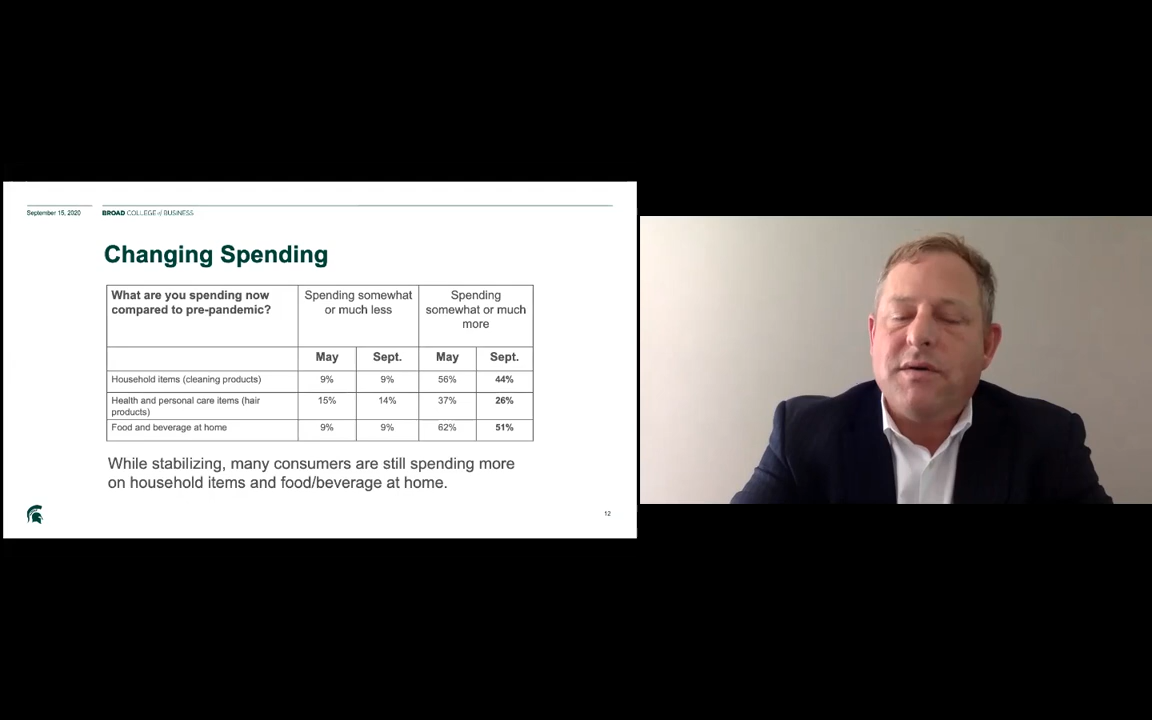 September 15, 2020
BROAD COLLEGE of BUSINESS
Changing Spending
What are you spending now
compared to pre-pandemic?
Spending somewhat
or much less
Spending
somewhat or much
more
May
Sept.
May
Sept.
Household items (cleaning products)
9%
9%
56%
44%
Health and personal care items (hair
products)
15%
14%
37%
26%
Food and beverage at home
9%
9%
62%
51%
While stabilizing, many consumers are still spending more
on household items and food/beverage at home.
12